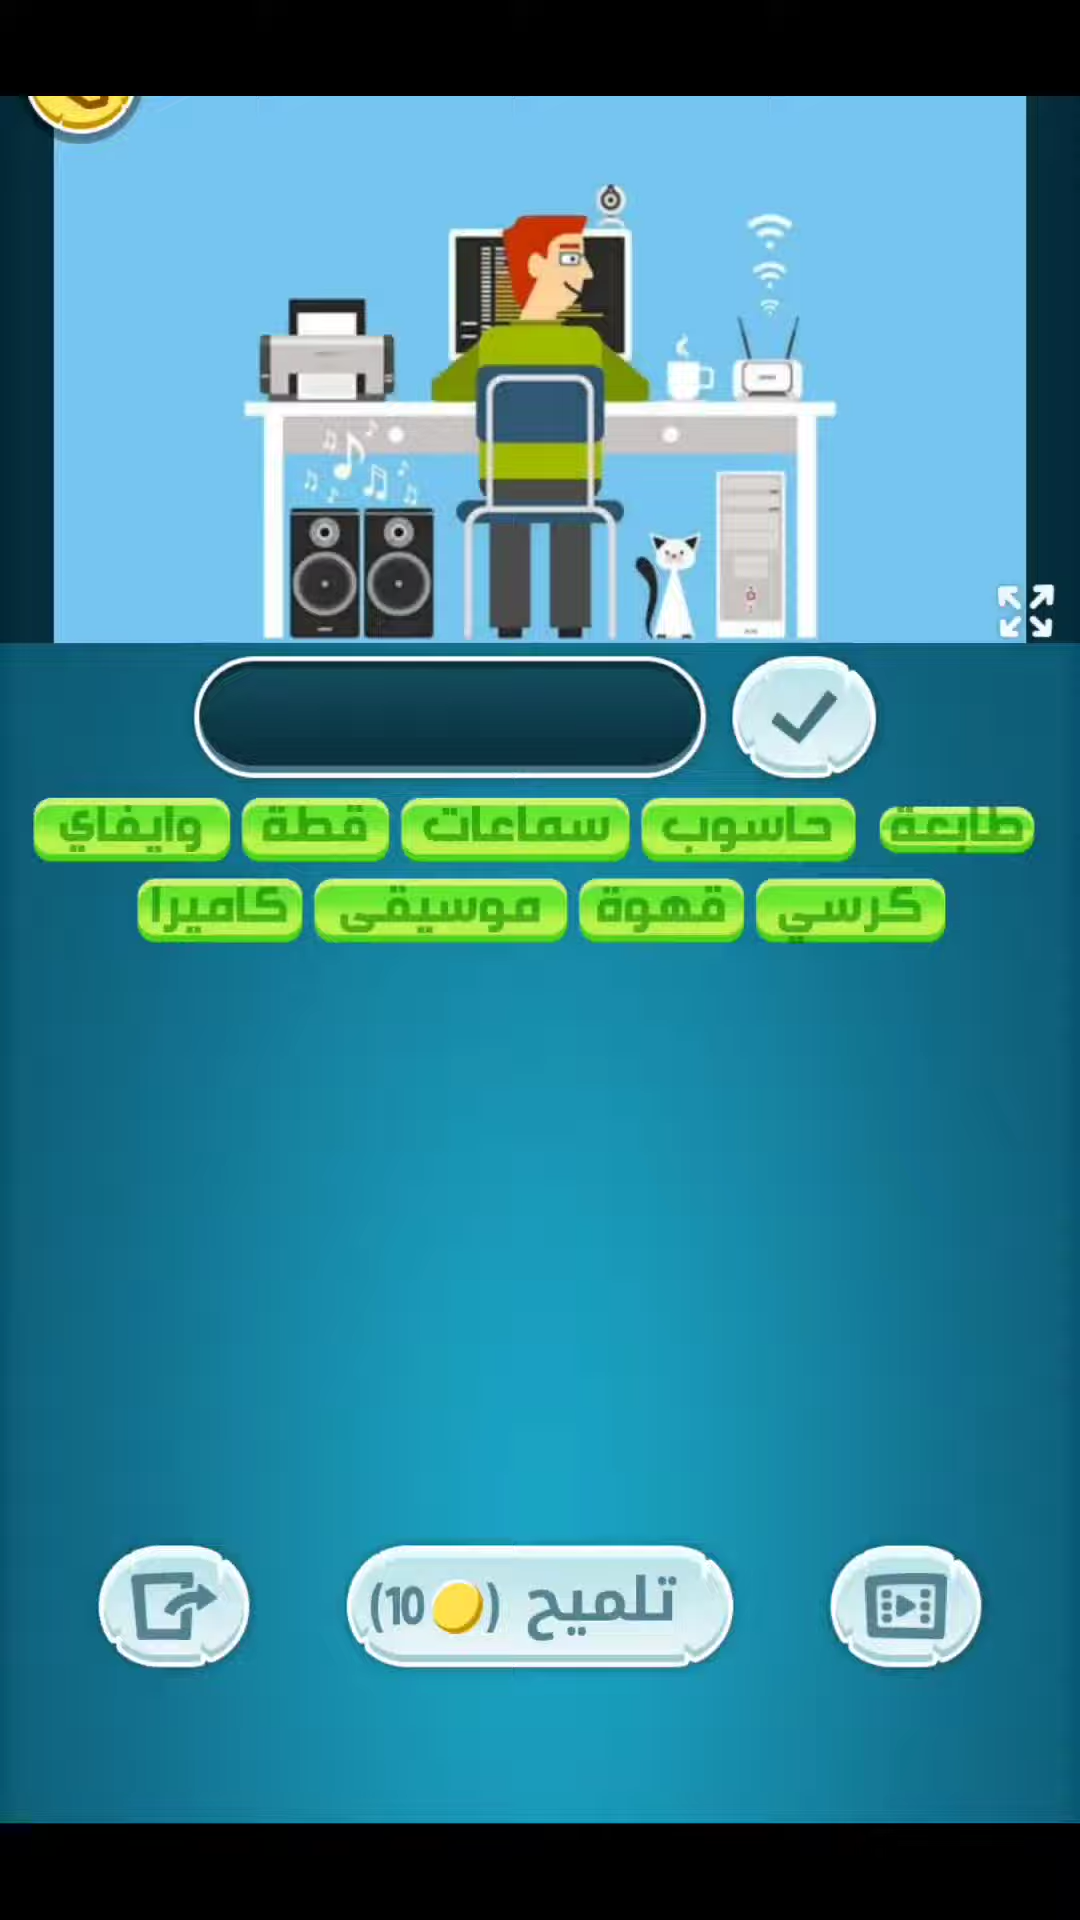 طابعة حاسوب سماعات قطة وايفاي
كرسي قهوة موسيقى كاميرا
تلميح (10)